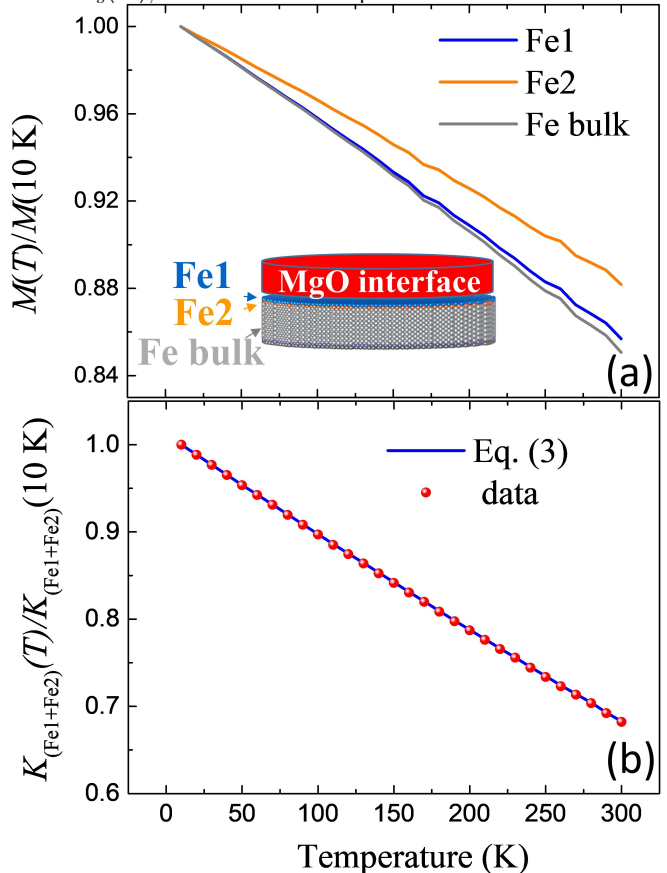 1.00
0.96
0.92
0.88
0.84
M(T)/M(10 K)
Fe1
Fe2
Fe bulk
Fe1
MgO interface
Fe2
Fe bulk
(a)
1.0
0.9
0.8
0.7
0.6
K(Fe1+Fe2)(T)/K(Fe1+Fe2)(10 K)
Eq. (3)
data
(b)
0 50 100 150 200 250 300
Temperature (K)